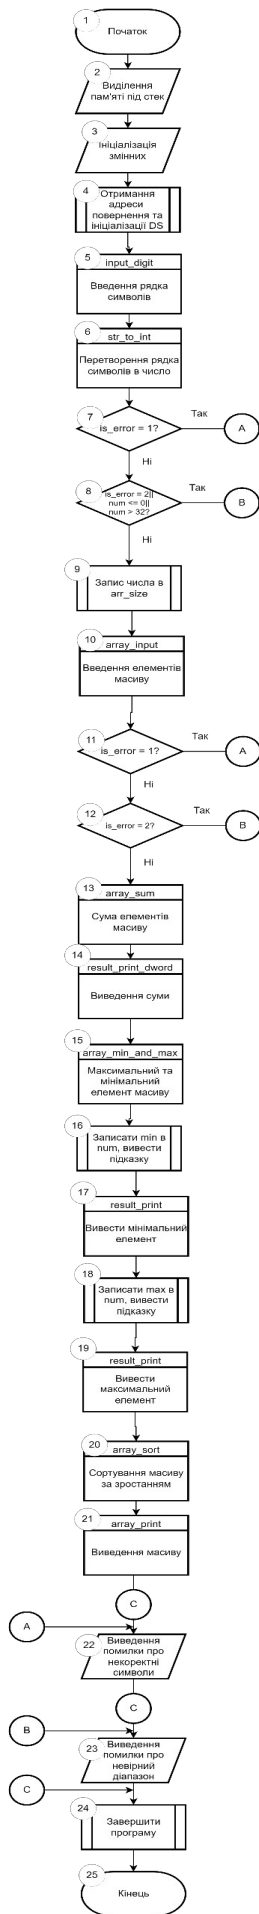 1
Початок
2
Виділення
пам'яті під стек
3
ініціалізація
змінних
4
Отримання
адреси
повернення та
ініціалізації DS
5
input_digit
Введення рядка
символів
6
str_to_int
Перетворення рядка
символів в число
7
is_error = 1?
Так
A
Ні
8
is_error = 2||
num <= 0||
num > 32?
Так
B
Ні
9
Запис числа в
arr_size
10
array_input
Введення елементів
масиву
11
is_error = 1?
Так
A
Ні
12
is_error = 2?
Так
B
Ні
13
array_sum
Сума елементів
масиву
14
result_print_dword
Виведення суми
15
array_min_and_max
Максимальний та
мінімальний
елемент масиву
16
Записати min в
num, вивести
підказку
17
result_print
Вивести мінімальний
елемент
18
Записати max в
num, вивести
підказку
19
result_print
Вивести
максимальний
елемент
20
array_sort
Сортування масиву
за зростанням
21
array_print
Виведення масиву
C
A
22
Виведення
помилки про
некоректні
символи
C
B
23
Виведення
помилки про
невірний
діапазон
C
24
Завершити
програму
25
Кінець